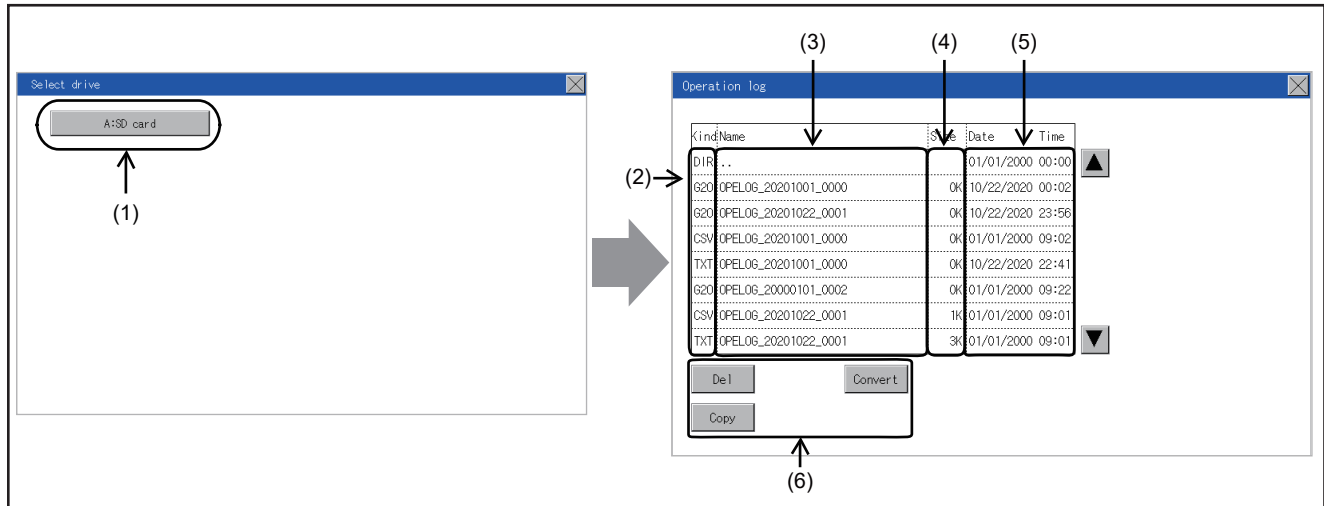 (3) (4) (5)
Select drive
A:SD card
(1)
Operation log
Kind Name Size Date Time
(2)
DIR .. 01/01/2000 00:00
G2O OPELOG_20201001_0000 0K 10/22/2020 00:02
G2O OPELOG_20201022_0001 0K 10/22/2020 23:56
CSV OPELOG_20201001_0000 0K 01/01/2000 09:02
TXT OPELOG_20201001_0000 0K 10/22/2020 22:41
G2O OPELOG_20000101_0002 0K 01/01/2000 09:22
CSV OPELOG_20201022_0001 1K 01/01/2000 09:01
TXT OPELOG_20201022_0001 3K 01/01/2000 09:01
Del Convert
Copy
(6)